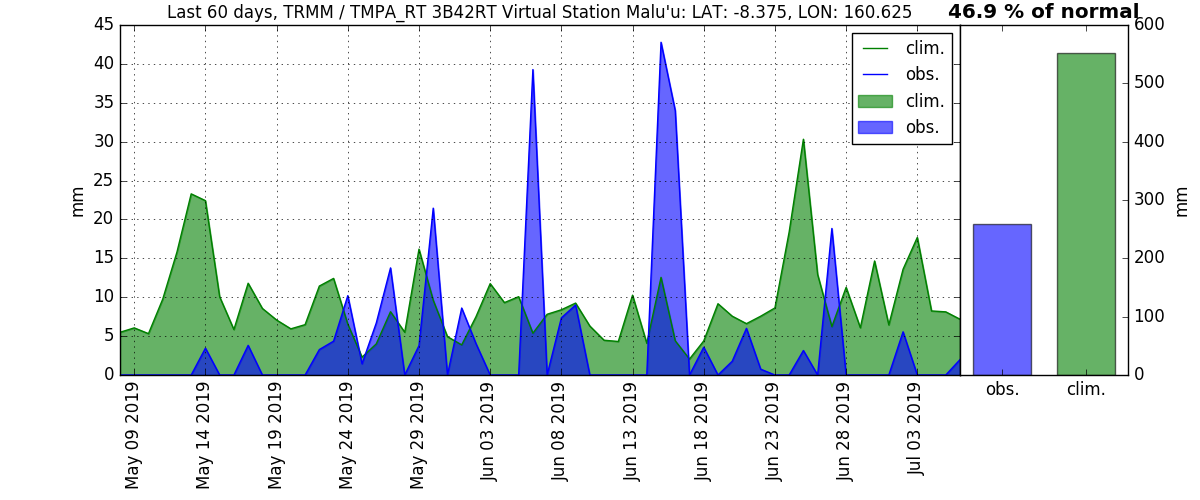 Last 60 days, TRMM / TMPA_RT 3B42RT Virtual Station Malu'u: LAT: -8.375, LON: 160.625
46.9 % of normal
45
40
35
30
25
20
15
10
5
0
mm
clim.
obs.
clim.
obs.
May 09 2019
May 14 2019
May 19 2019
May 24 2019
May 29 2019
Jun 03 2019
Jun 08 2019
Jun 13 2019
Jun 18 2019
Jun 23 2019
Jun 28 2019
Jul 03 2019
600
500
400
300
200
100
0
mm
obs.
clim.